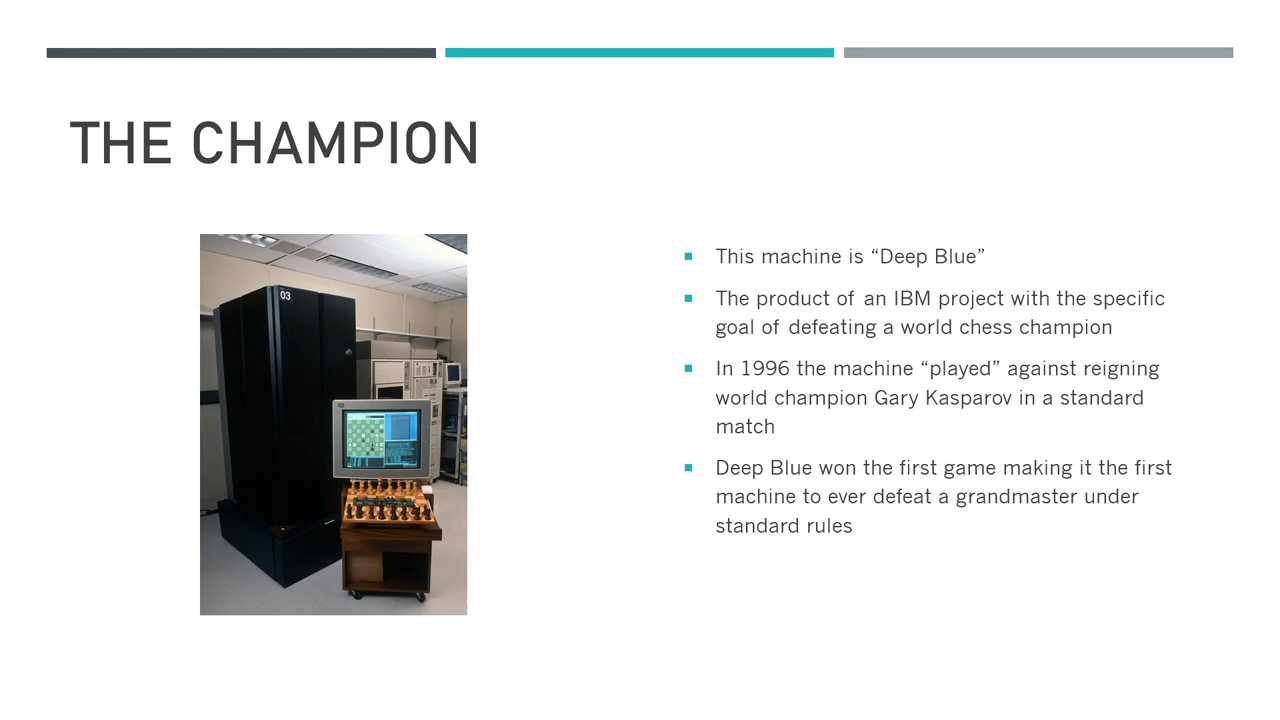 THE CHAMPION
03
This machine is “Deep Blue”
The product of an IBM project with the specific
goal of defeating a world chess champion
In 1996 the machine “played” against reigning
world champion Gary Kasparov in a standard
match
Deep Blue won the first game making it the first
machine to ever defeat a grandmaster under
standard rules